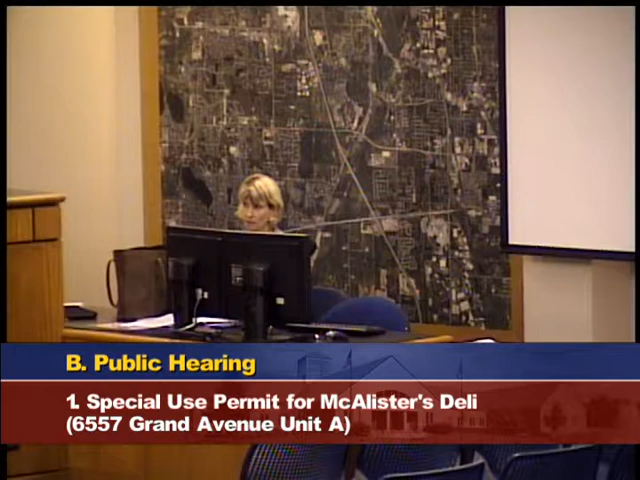 B. Public Hearing
1. Special Use Permit for McAlister's Deli
(6557 Grand Avenue Unit A)